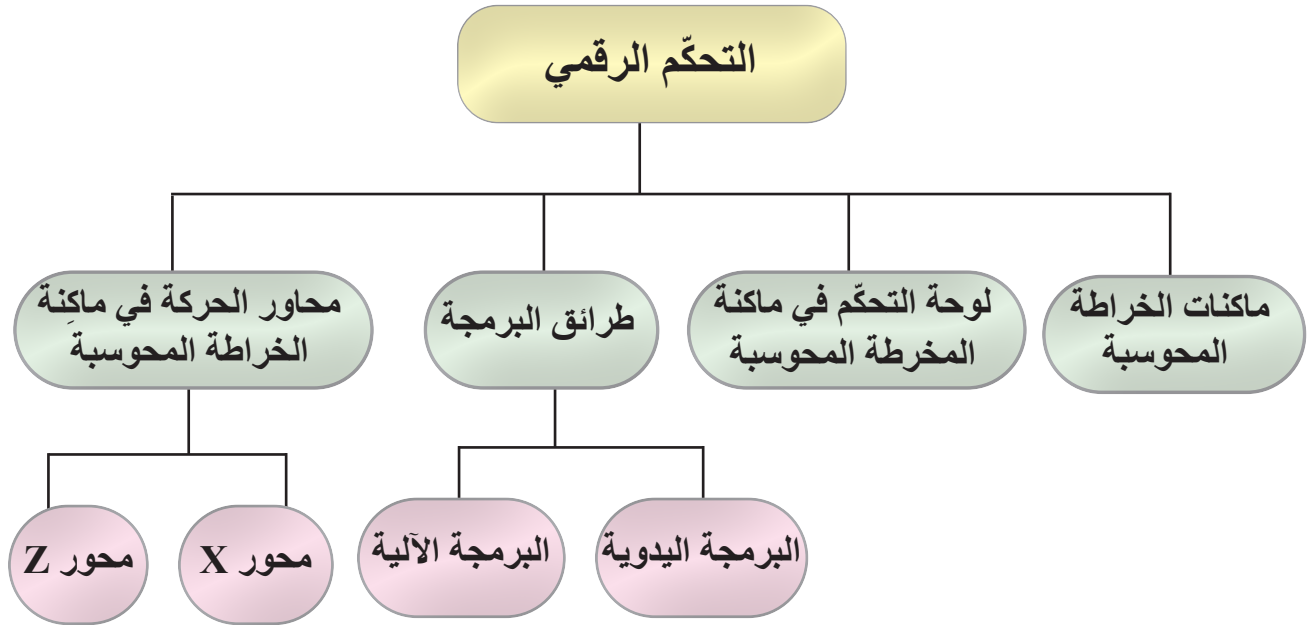 التحكّم الرقمي
ماكنات الخراطة
المحوسبة
لوحة التحكّم في ماكنة
المخرطة المحوسبة
طرائق البرمجة
محاور الحركة في ماكِنة
الخراطة المحوسبة
البرمجة اليدوية
البرمجة الآلية
محور X
محور Z